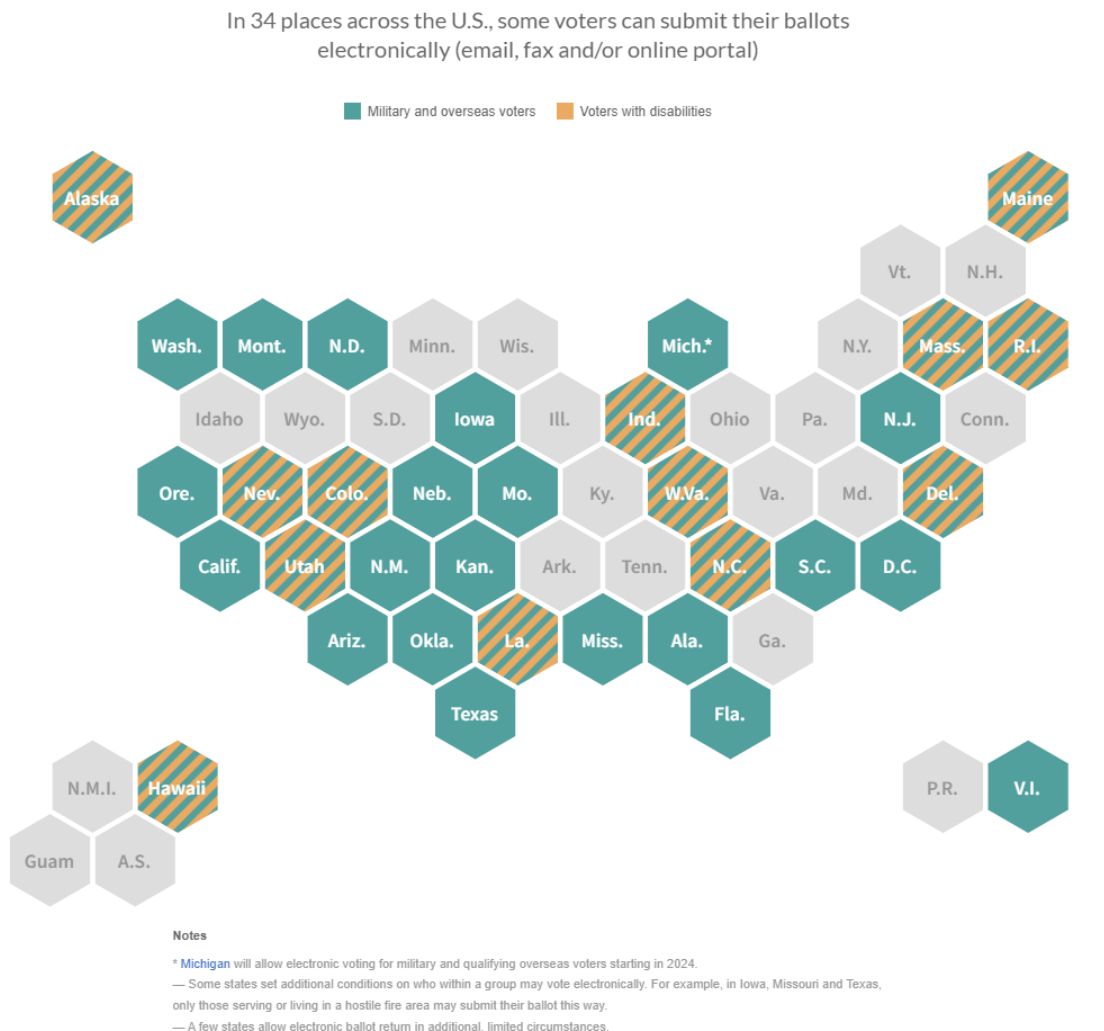 In 34 places across the U.S., some voters can submit their ballots
electronically (email, fax and/or online portal)
Military and overseas voters
Voters with disabilities
Alaska
Maine
Vt.
N.H.
Wash.
Mont.
N.D.
Minn.
Wis.
Mich.*
N.Y.
Mass.
R.I.
Idaho
Wyo.
S.D.
Iowa
Ill.
Ind.
Ohio
Pa.
N.J.
Conn.
Ore.
Nev.
Colo.
Neb.
Mo.
Ky.
W.Va.
Va.
Md.
Del.
Calif.
Utah
N.M.
Kan.
Ark.
Tenn.
N.C.
S.C.
D.C.
Ariz.
Okla.
La.
Miss.
Ala.
Ga.
Texas
Fla.
N.M.I.
Hawaii
P.R.
V.I.
Guam
A.S.
Notes
* Michigan will allow electronic voting for military and qualifying overseas voters starting in 2024.
— Some states set additional conditions on who within a group may vote electronically. For example, in Iowa, Missouri and Texas,
only those serving or living in a hostile fire area may submit their ballot this way.
— A few states allow electronic ballot return in additional, limited circumstances.